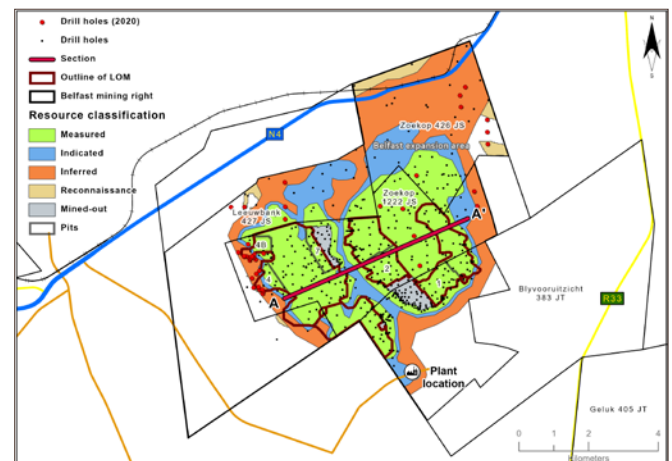 Drill holes (2020)
Drill holes
Section
Outline of LOM
Belfast mining right
Resource classification
Measured
Indicated
Inferred
Reconnaissance
Mined-out
Pits
N
S
N4
Zoekop 426 JS
Belfast expansion area
Zoekop
1222 JS
Leeuwbank
427 JS
A'
4B
4
2
1
A
Blyvooruitzicht
383 JT
R33
Plant
location
Geluk 405 JT
0 1 2 4
Kilometers